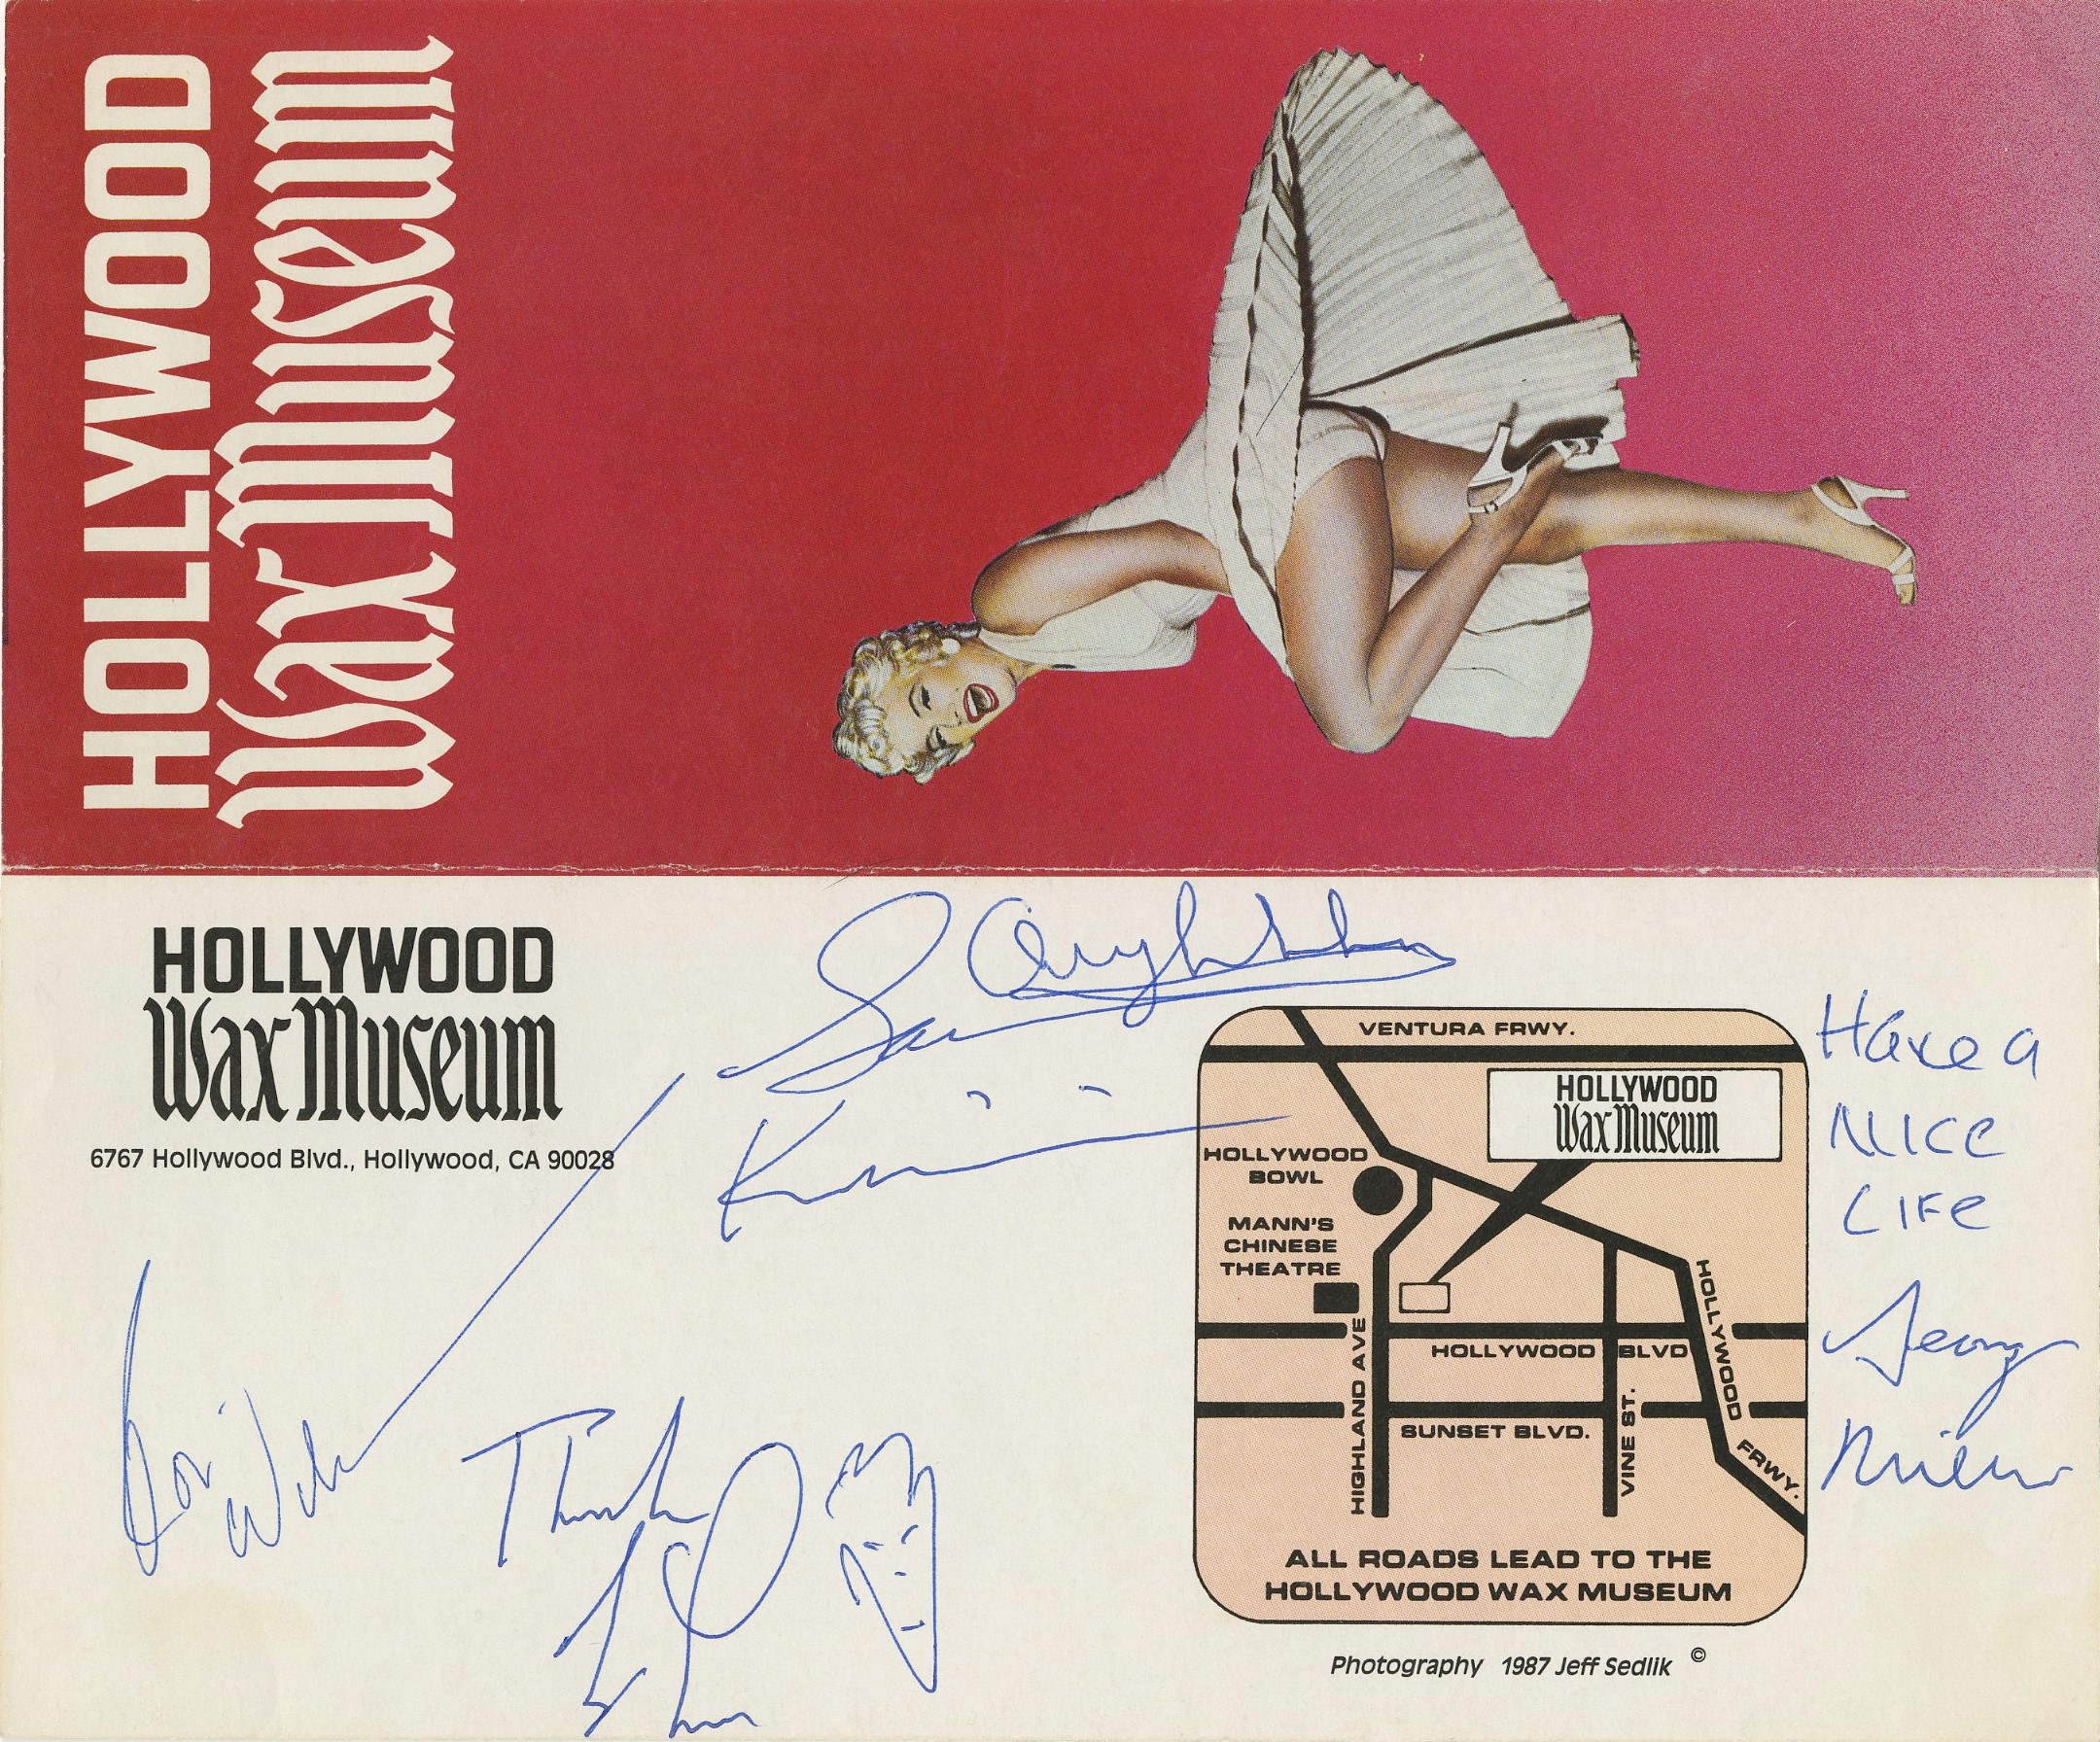 HOLLYWOOD
Wax Museum
HOLLYWOOD
Wax Museum
6767 Hollywood Blvd., Hollywood, CA 90028
VENTURA FRWY.
HOLLYWOOD
Wax Museum
HOLLYWOOD
BOWL
MANN'S
CHINESE
THEATRE
HIGHLAND AVE
HOLLYWOOD BLVD
SUNSET BLVD.
VINE ST.
HOLLYWOOD FRWY.
ALL ROADS LEAD TO THE
HOLLYWOOD WAX MUSEUM
Photography 1987 Jeff Sedlik ©
Have a
NICE
LIFE